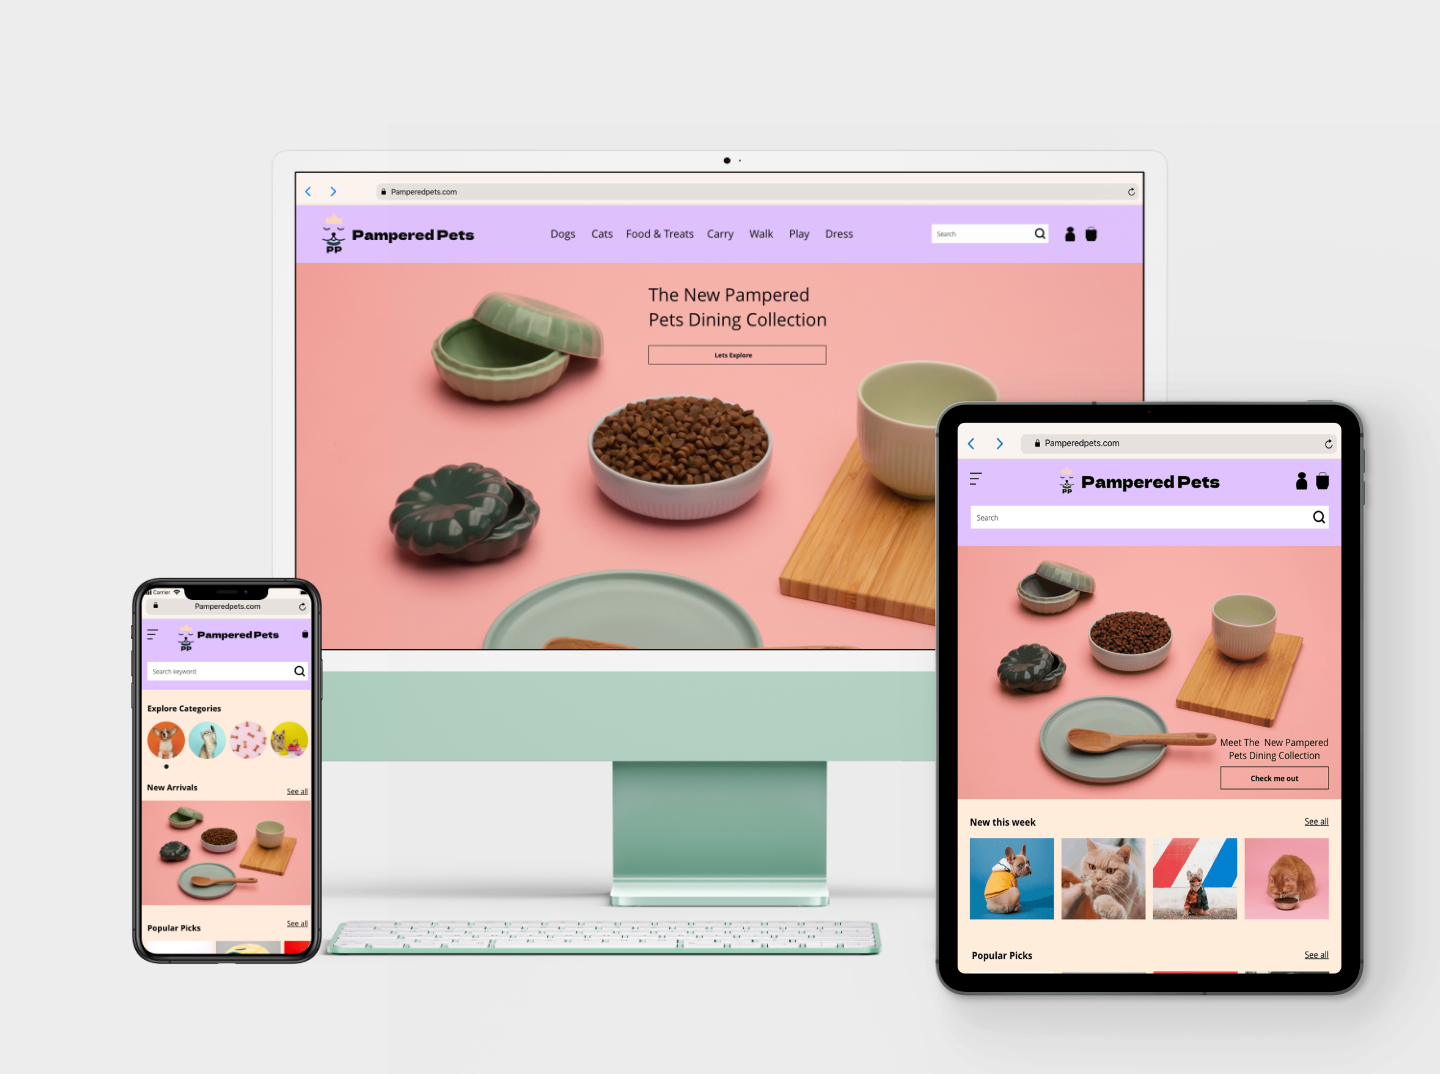 Pamperedpets.com
PP
Pampered Pets
Dogs Cats Food & Treats Carry Walk Play Dress
Search
The New Pampered
Pets Dining Collection
Lets Explore
Carrier
Pamperedpets.com
PP
Pampered Pets
Search keyword
Explore Categories
New Arrivals
See all
Popular Picks
See all
Pamperedpets.com
PP
Pampered Pets
Search
Meet The New Pampered
Pets Dining Collection
Check me out
New this week
See all
Popular Picks
See all